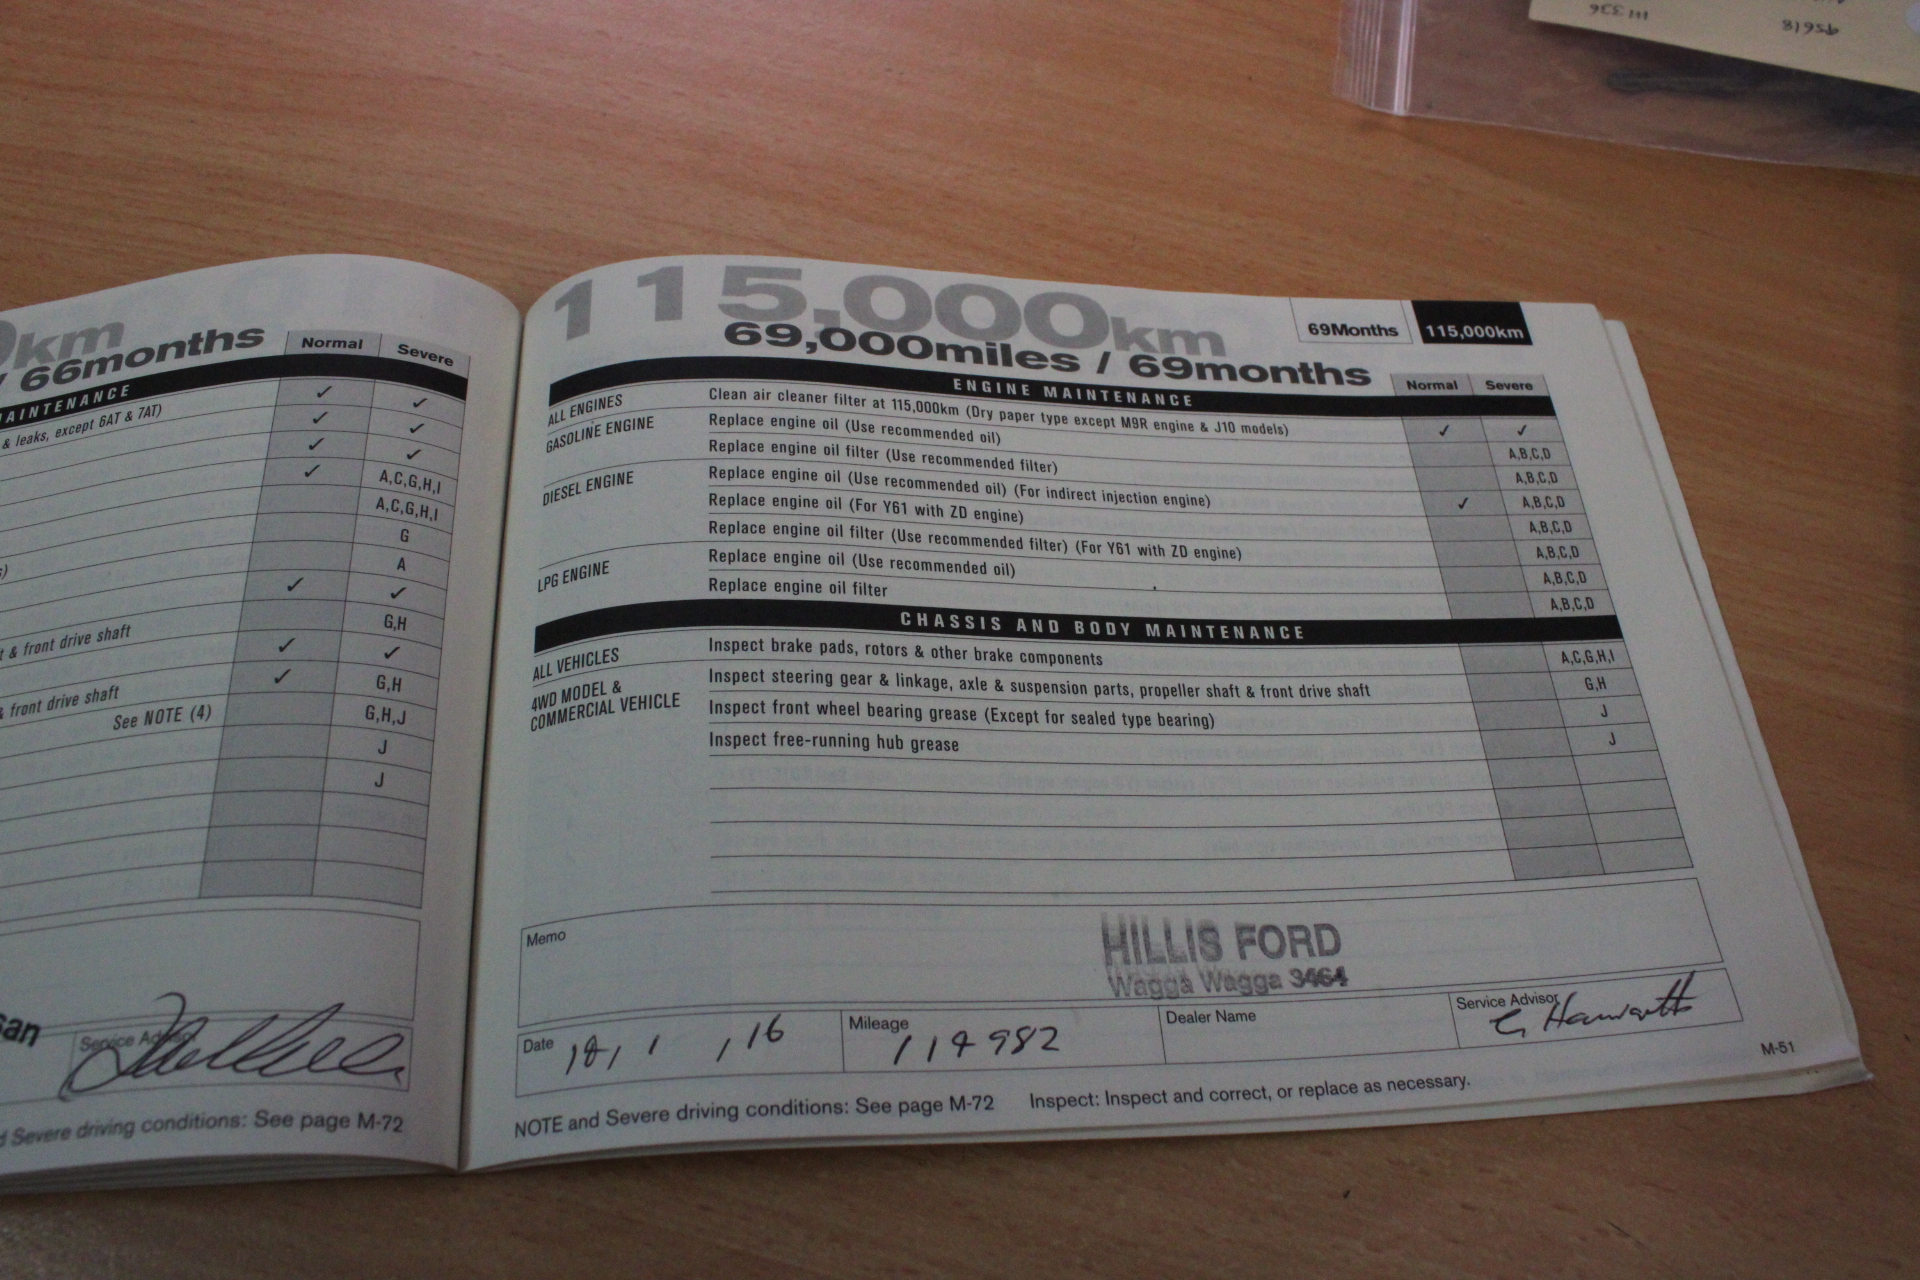 km
66months
Normal Severe
AINTENANCE
& leaks, except 6AT & 7AT) ✓ ✓
✓ ✓
✓ ✓
✓ A,C,G,H,I
A,C,G,H,I
G
A
✓ ✓
G,H
& front drive shaft ✓ ✓
✓ G,H
& front drive shaft G,H,J
See NOTE (4) J
J
Service Advisor
Severe driving conditions: See page M-72
115,000km
69,000miles / 69months
69Months 115,000km
Normal Severe
ENGINE MAINTENANCE
ALL ENGINES Clean air cleaner filter at 115,000km (Dry paper type except M9R engine & J10 models) ✓ ✓
GASOLINE ENGINE Replace engine oil (Use recommended oil) A,B,C,D
Replace engine oil filter (Use recommended filter) A,B,C,D
DIESEL ENGINE Replace engine oil (Use recommended oil) (For indirect injection engine) ✓ A,B,C,D
Replace engine oil (For Y61 with ZD engine) A,B,C,D
Replace engine oil filter (Use recommended filter) (For Y61 with ZD engine) A,B,C,D
LPG ENGINE Replace engine oil (Use recommended oil) A,B,C,D
Replace engine oil filter A,B,C,D
CHASSIS AND BODY MAINTENANCE
ALL VEHICLES Inspect brake pads, rotors & other brake components A,C,G,H,I
4WD MODEL & COMMERCIAL VEHICLE Inspect steering gear & linkage, axle & suspension parts, propeller shaft & front drive shaft G,H
Inspect front wheel bearing grease (Except for sealed type bearing) J
Inspect free-running hub grease J
Memo
HILLIS FORD
Wagga Wagga 3464
Date 18/1/16 Mileage 114982 Dealer Name Service Advisor
NOTE and Severe driving conditions: See page M-72 Inspect: Inspect and correct, or replace as necessary.
M-51